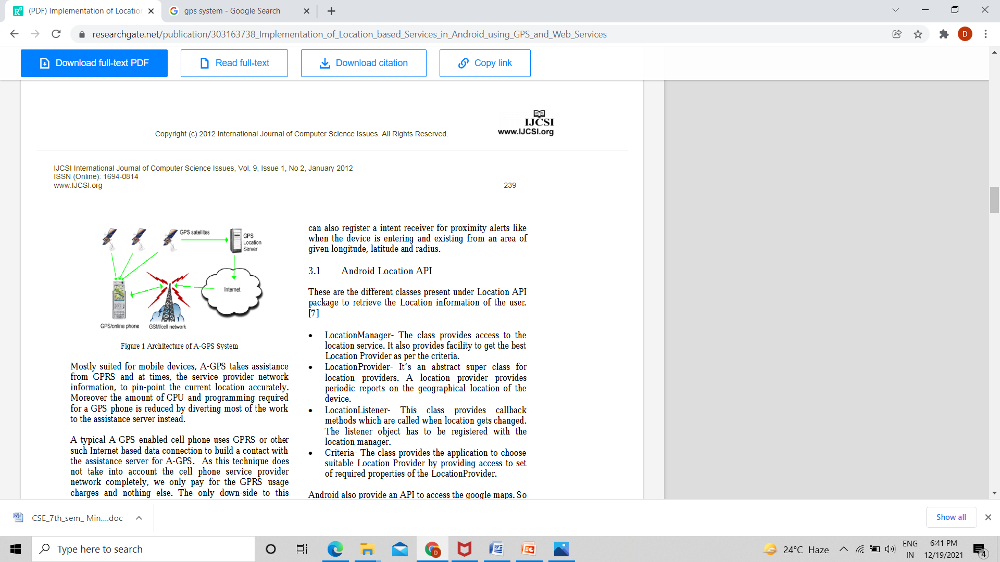 (PDF) Implementation of Locatio
gps system - Google Search
researchgate.net/publication/303163738_Implementation_of_Location_based_Services_in_Android_using_GPS_and_Web_Services
D
Download full-text PDF
Read full-text
Download citation
Copy link
IJCSI
www.IJCSI.org
Copyright (c) 2012 International Journal of Computer Science Issues. All Rights Reserved.
IJCSI International Journal of Computer Science Issues, Vol. 9, Issue 1, No 2, January 2012
ISSN (Online): 1694-0814
www.IJCSI.org
239
GPS satellites
GPS
Location
Server
Internet
GPS/online phone
GSM/cell network
Figure 1 Architecture of A-GPS System
Mostly suited for mobile devices, A-GPS takes assistance
from GPRS and at times, the service provider network
information, to pin-point the current location accurately.
Moreover the amount of CPU and programming required
for a GPS phone is reduced by diverting most of the work
to the assistance server instead.
A typical A-GPS enabled cell phone uses GPRS or other
such Internet based data connection to build a contact with
the assistance server for A-GPS. As this technique does
not take into account the cell phone service provider
network completely, we only pay for the GPRS usage
charges and nothing else. The only down-side to this
can also register a intent receiver for proximity alerts like
when the device is entering and existing from an area of
given longitude, latitude and radius.
3.1 Android Location API
These are the different classes present under Location API
package to retrieve the Location information of the user.
[7]
• LocationManager- The class provides access to the
location service. It also provides facility to get the best
Location Provider as per the criteria.
• LocationProvider- It's an abstract super class for
location providers. A location provider provides
periodic reports on the geographical location of the
device.
• LocationListener- This class provides callback
methods which are called when location gets changed.
The listener object has to be registered with the
location manager.
• Criteria- The class provides the application to choose
suitable Location Provider by providing access to set
of required properties of the LocationProvider.
Android also provide an API to access the google maps. So
CSE_7th_sem_ Min....doc
Show all
Type here to search
24°C Haze
ENG
IN
6:41 PM
12/19/2021
4